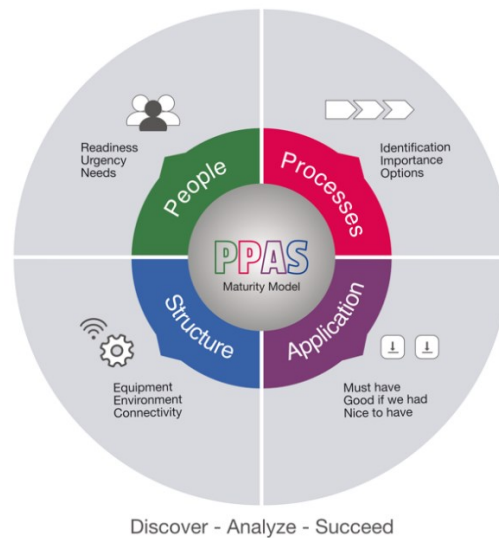 Readiness
Urgency
Needs
Identification
Importance
Options
People
Processes
PPAS
Maturity Model
Structure
Application
Equipment
Environment
Connectivity
Must have
Good if we had
Nice to have
Discover - Analyze - Succeed